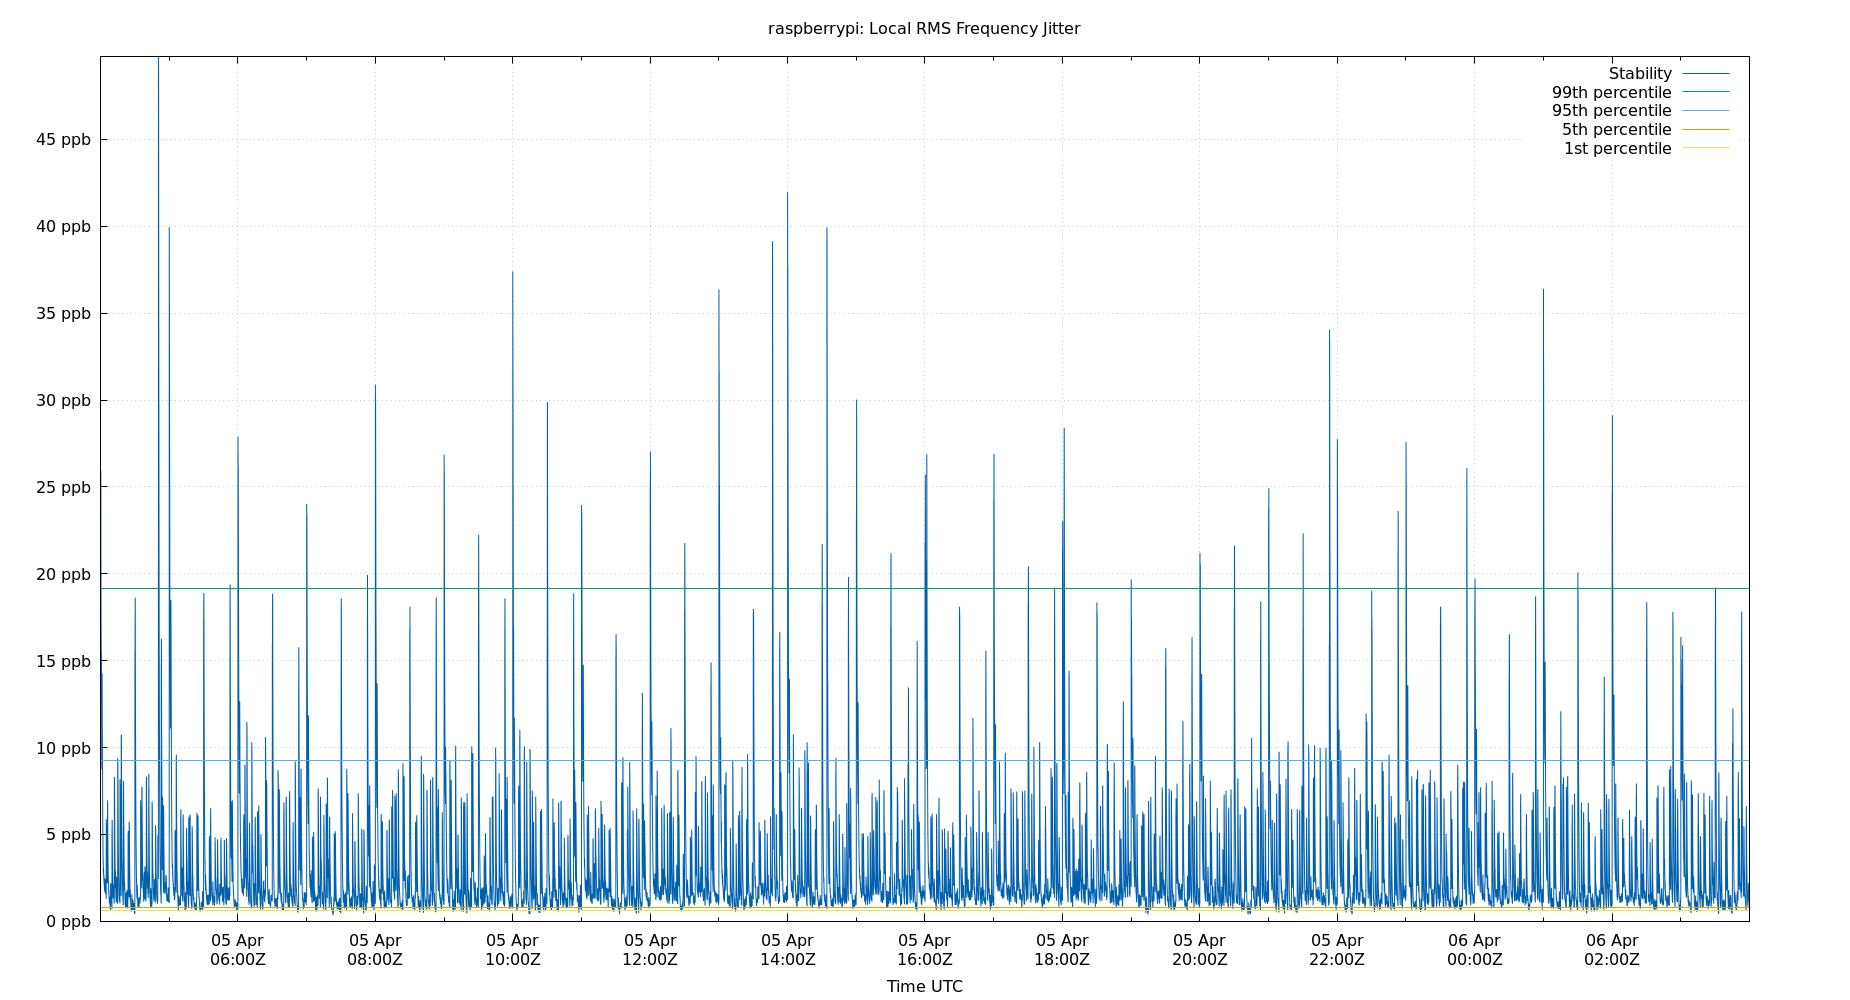 raspberrypi: Local RMS Frequency Jitter
Stability
99th percentile
95th percentile
5th percentile
1st percentile
45 ppb
40 ppb
35 ppb
30 ppb
25 ppb
20 ppb
15 ppb
10 ppb
5 ppb
0 ppb
05 Apr 05 Apr 05 Apr 05 Apr 05 Apr 05 Apr 05 Apr 05 Apr 05 Apr 06 Apr 06 Apr
06:00Z 08:00Z 10:00Z 12:00Z 14:00Z 16:00Z 18:00Z 20:00Z 22:00Z 00:00Z 02:00Z
Time UTC